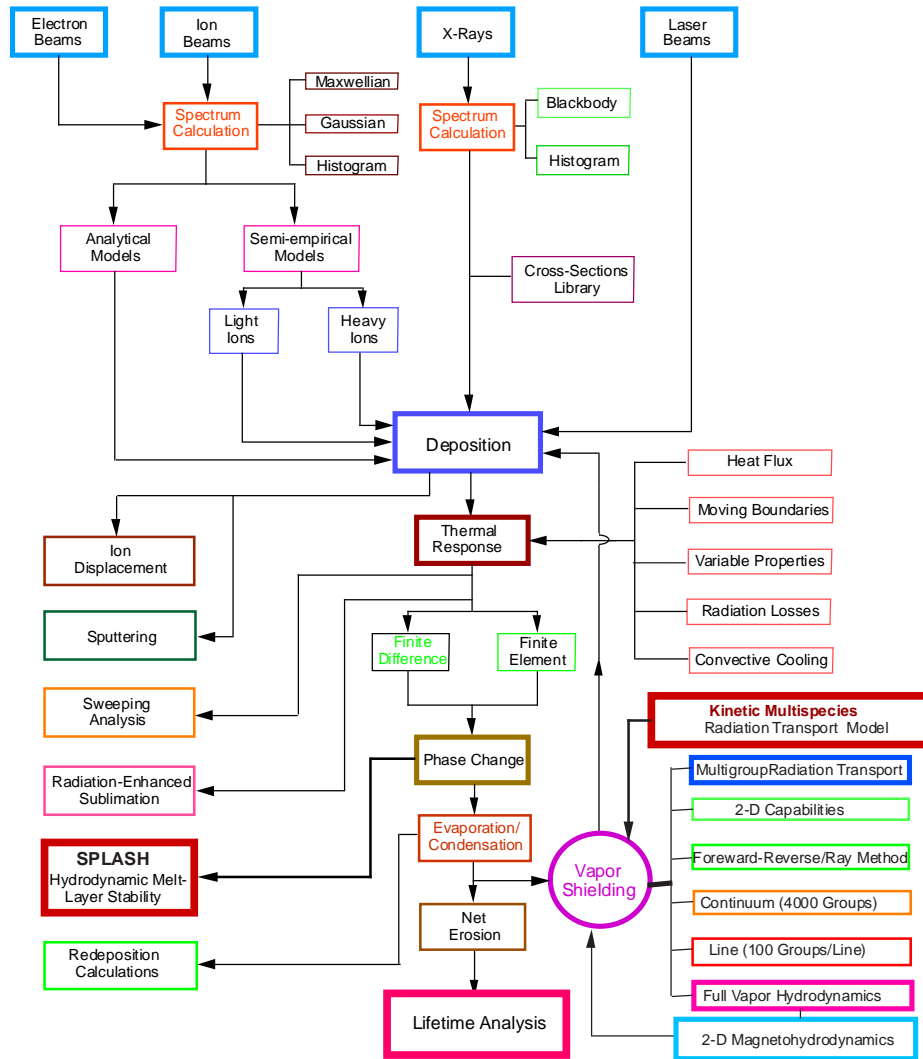 Electron
Beams
Ion
Beams
X-Rays
Laser
Beams
Spectrum
Calculation
Maxwellian
Gaussian
Histogram
Spectrum
Calculation
Blackbody
Histogram
Analytical
Models
Semi-empirical
Models
Cross-Sections
Library
Light
Ions
Heavy
Ions
Deposition
Heat Flux
Moving Boundaries
Variable Properties
Radiation Losses
Convective Cooling
Thermal
Response
Ion
Displacement
Sputtering
Finite
Difference
Finite
Element
Sweeping
Analysis
Kinetic Multispecies
Radiation Transport Model
Phase Change
Radiation-Enhanced
Sublimation
MultigroupRadiation Transport
2-D Capabilities
Foreward-Reverse/Ray Method
Continuum (4000 Groups)
Line (100 Groups/Line)
Full Vapor Hydrodynamics
2-D Magnetohydrodynamics
Evaporation/
Condensation
SPLASH
Hydrodynamic Melt-
Layer Stability
Vapor
Shielding
Net
Erosion
Redeposition
Calculations
Lifetime Analysis